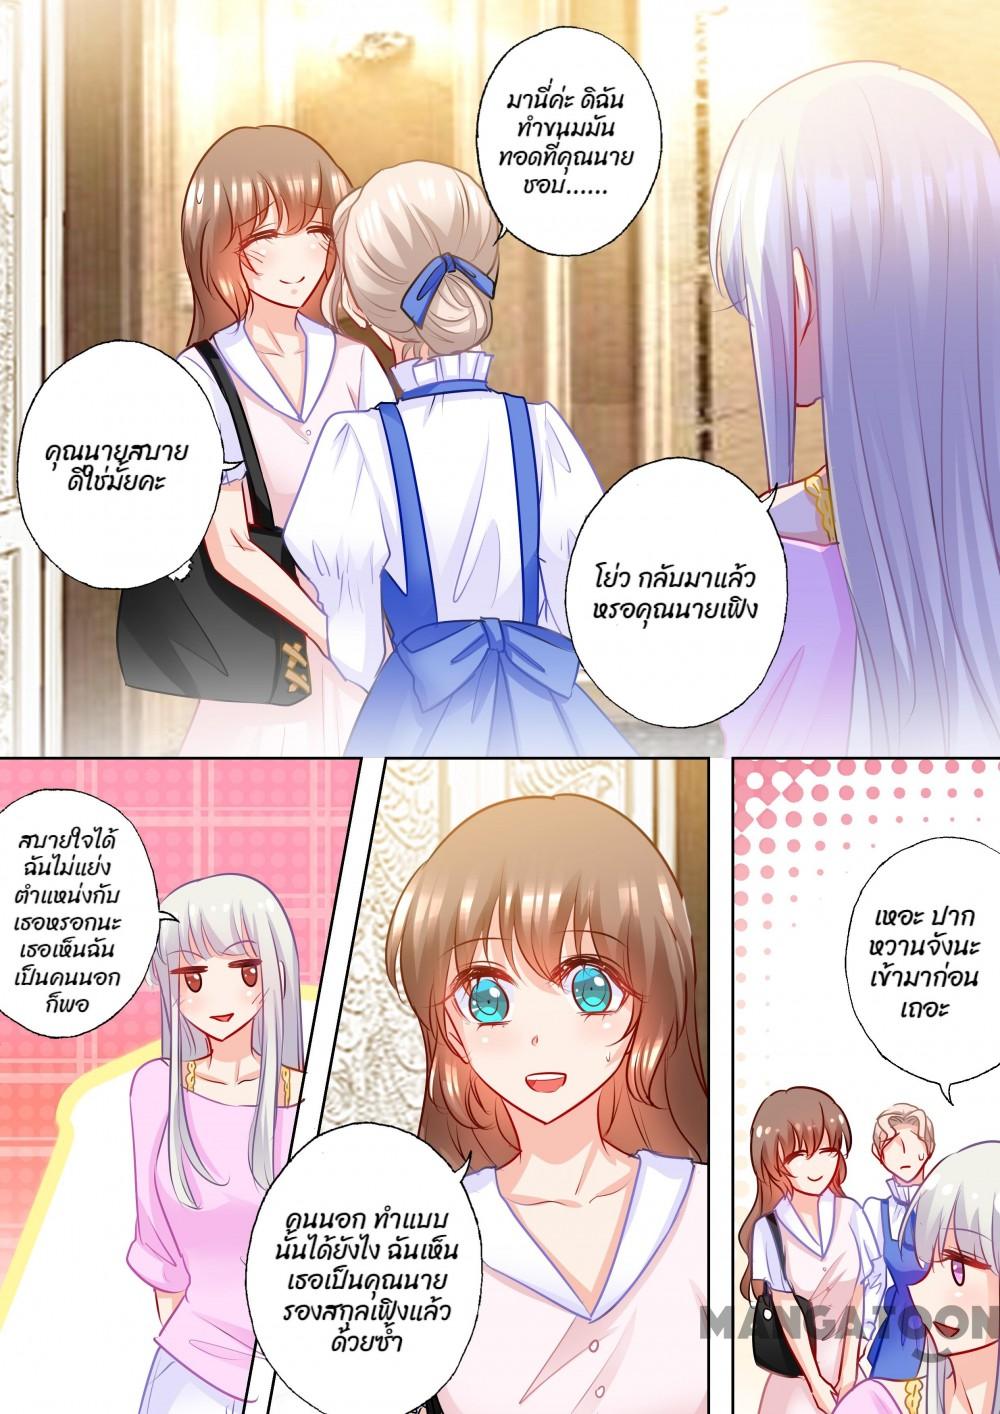 มานี่ค่ะ ดิฉัน
ทำขนมมัน
ทอดที่คุณนาย
ชอบ......
คุณนายสบาย
ดีใช่มั้ยคะ
โย่ว กลับมาแล้ว
หรอคุณนายเฟิง
สบายใจได้
ฉันไม่แย่ง
ตำแหน่งกับ
เธอหรอกนะ
เธอเห็นฉัน
เป็นคนนอก
ก็พอ
คนนอก ทำแบบ
นั้นได้ยังไง ฉันเห็น
เธอเป็นคุณนาย
รองสกุลเฟิงแล้ว
ด้วยซ้ำ
เหอะ ปาก
หวานจังนะ
เข้ามาก่อน
เถอะ
MANGATOON